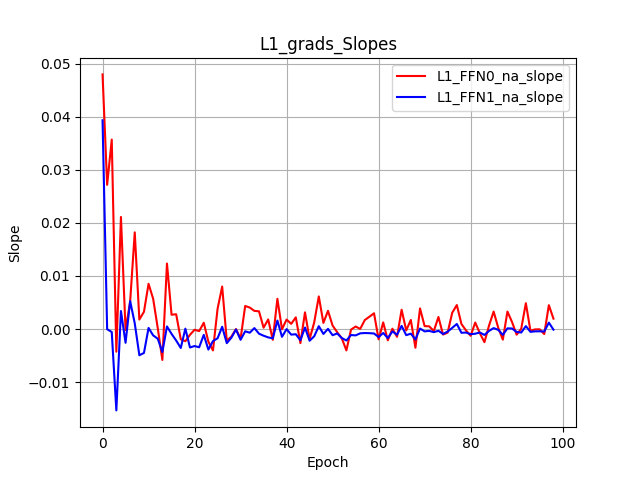 L1_grads_Slopes
L1_FFN0_na_slope
L1_FFN1_na_slope
0.05
0.04
0.03
0.02
0.01
0.00
−0.01
Slope
0
20
40
60
80
100
Epoch